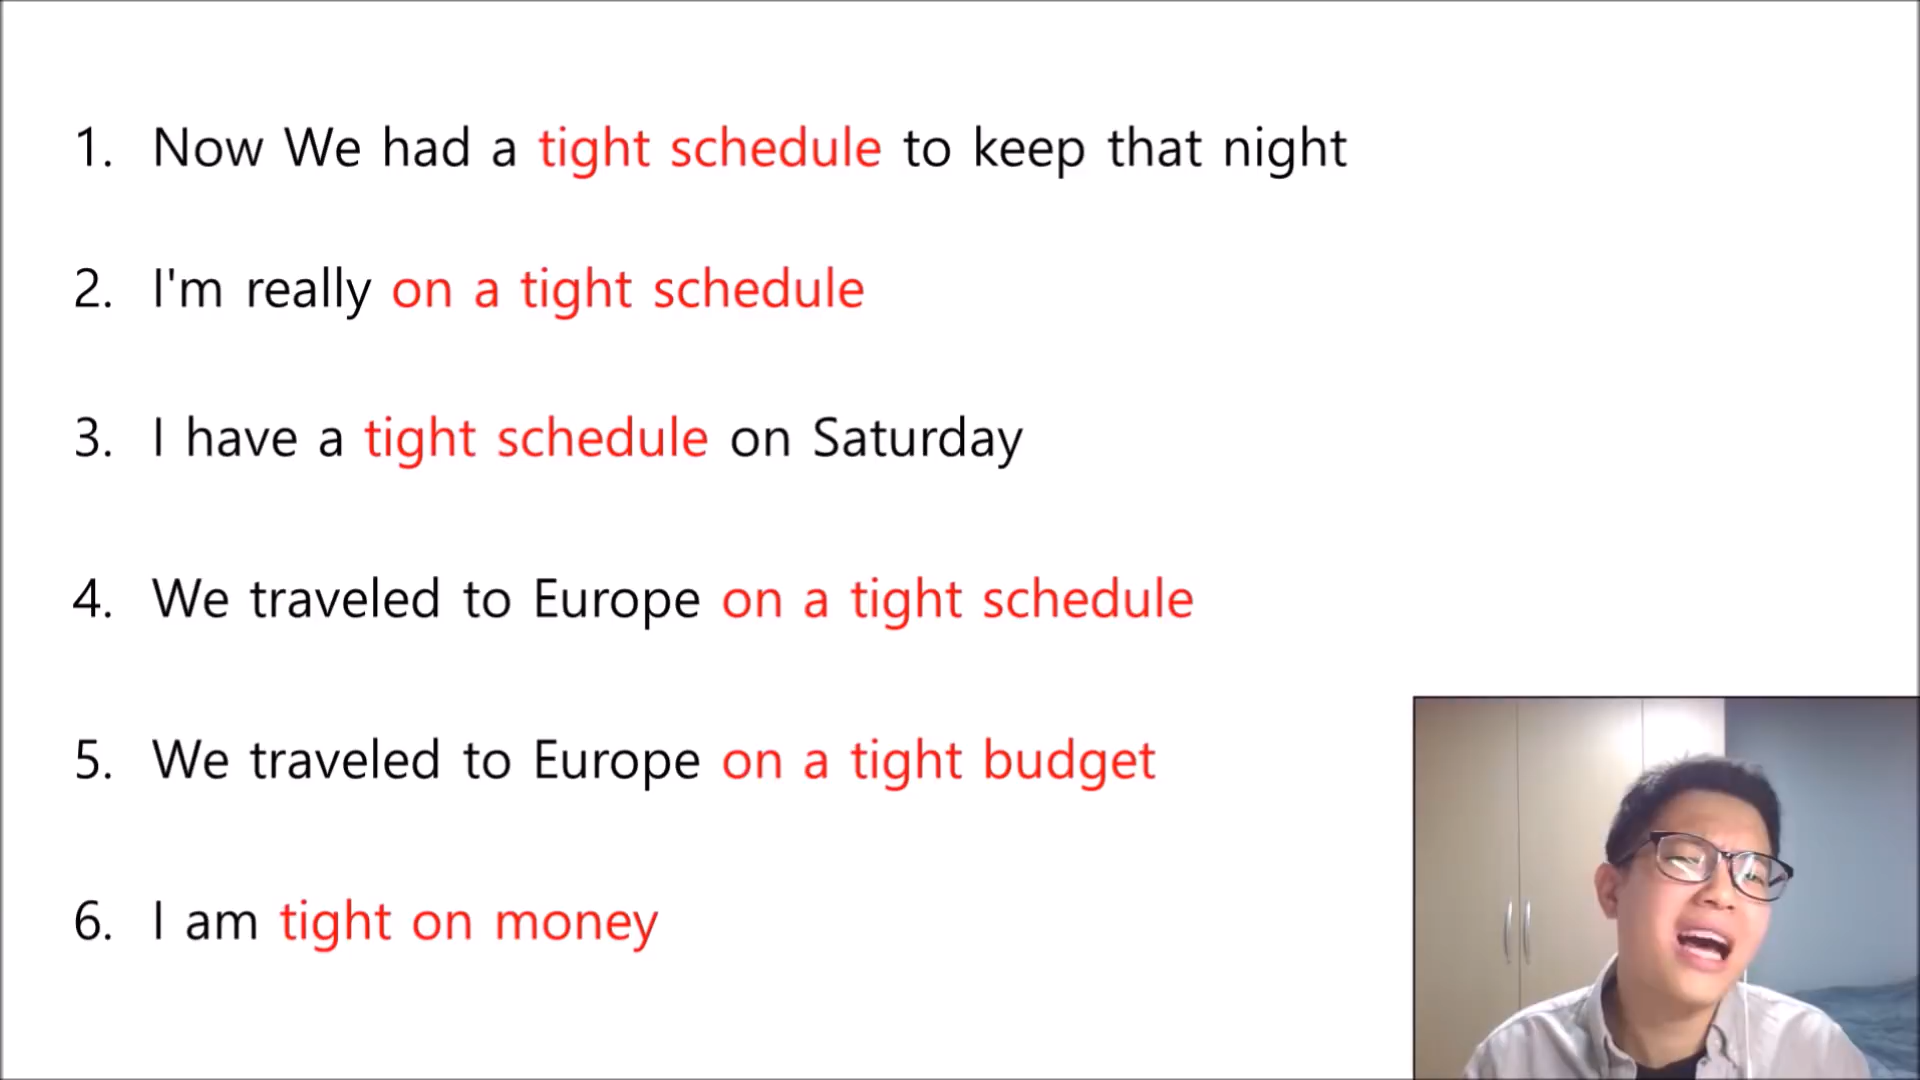 1. Now We had a tight schedule to keep that night
2. I'm really on a tight schedule
3. I have a tight schedule on Saturday
4. We traveled to Europe on a tight schedule
5. We traveled to Europe on a tight budget
6. I am tight on money